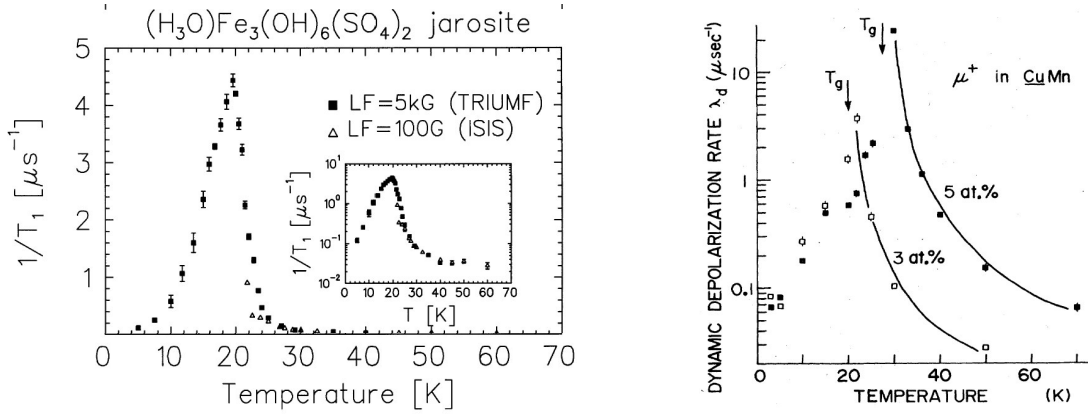 (H₃O)Fe₃(OH)₆(SO₄)₂ jarosite
5
4
3
2
1
1/T₁ [μs⁻¹]
LF=5kG (TRIUMF)
LF=100G (ISIS)
10¹
10⁰
10⁻¹
10⁻²
1/T₁ [μs⁻¹]
0 10 20 30 40 50 60 70
T [K]
0 10 20 30 40 50 60 70
Temperature [K]
DYNAMIC DEPOLARIZATION RATE λd (μsec⁻¹)
10
1
0.1
Tg
Tg
μ⁺ in CuMn
5 at.%
3 at.%
0 20 40 60
TEMPERATURE (K)